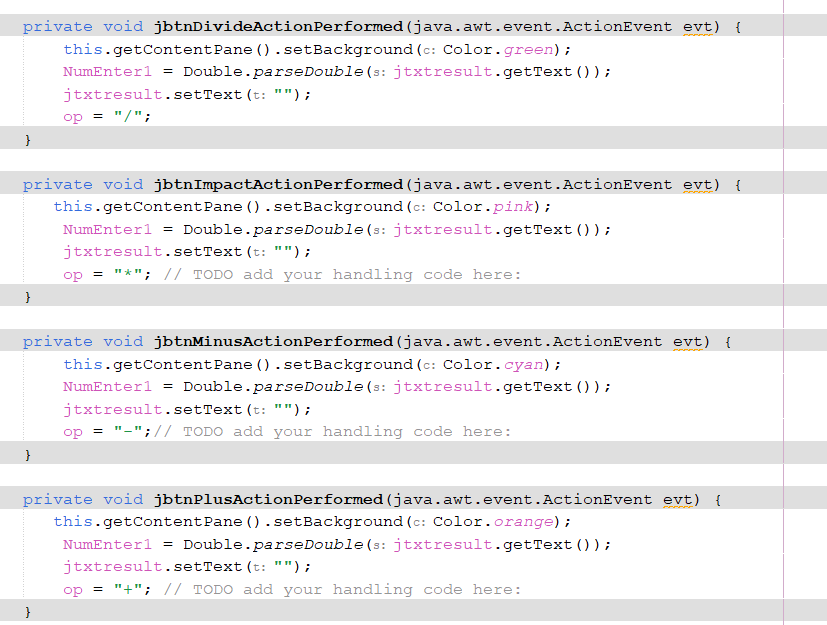 private void jbtnDivideActionPerformed(java.awt.event.ActionEvent evt) {
    this.getContentPane().setBackground(c: Color.green);
    NumEnter1 = Double.parseDouble(s: jtxtresult.getText());
    jtxtresult.setText(t: "");
    op = "/";
}
private void jbtnImpactActionPerformed(java.awt.event.ActionEvent evt) {
   this.getContentPane().setBackground(c: Color.pink);
    NumEnter1 = Double.parseDouble(s: jtxtresult.getText());
    jtxtresult.setText(t: "");
    op = "*"; // TODO add your handling code here:
}
private void jbtnMinusActionPerformed(java.awt.event.ActionEvent evt) {
    this.getContentPane().setBackground(c: Color.cyan);
    NumEnter1 = Double.parseDouble(s: jtxtresult.getText());
    jtxtresult.setText(t: "");
    op = "-";// TODO add your handling code here:
}
private void jbtnPlusActionPerformed(java.awt.event.ActionEvent evt) {
   this.getContentPane().setBackground(c: Color.orange);
    NumEnter1 = Double.parseDouble(s: jtxtresult.getText());
    jtxtresult.setText(t: "");
    op = "+"; // TODO add your handling code here:
}